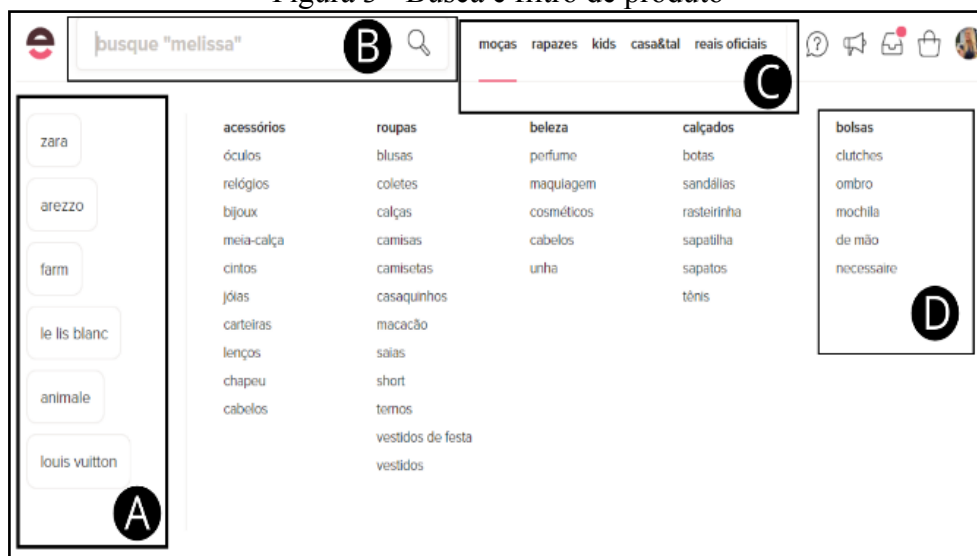 Figura 3 – Busca e filtro de produto
busque "melissa"
B
moças rapazes kids casa&tal reais oficiais
C
zara
arezzo
farm
le lis blanc
animale
louis vuitton
A
acessórios
óculos
relógios
bijoux
meia-calça
cintos
jóias
carteiras
lenços
chapeu
cabelos
roupas
blusas
coletes
calças
camisas
camisetas
casaquinhos
macacão
saias
short
ternos
vestidos de festa
vestidos
beleza
perfume
maquiagem
cosméticos
cabelos
unha
calçados
botas
sandálias
rasteirinha
sapatilha
sapatos
tênis
bolsas
clutches
ombro
mochila
de mão
necessaire
D